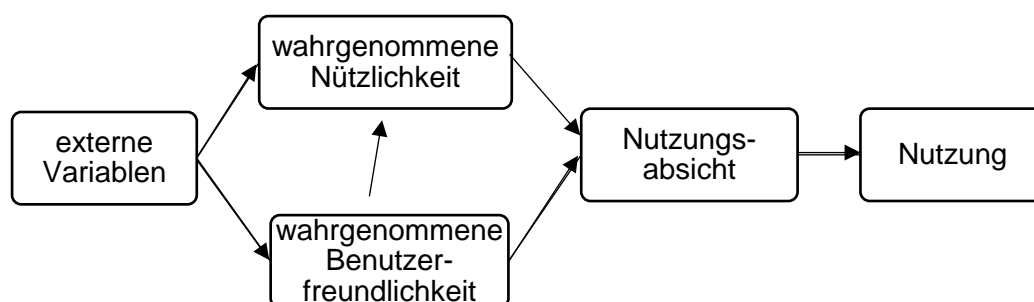 wahrgenommene
Nützlichkeit
externe
Variablen
Nutzungs-
absicht
Nutzung
wahrgenommene
Benutzer-
freundlichkeit